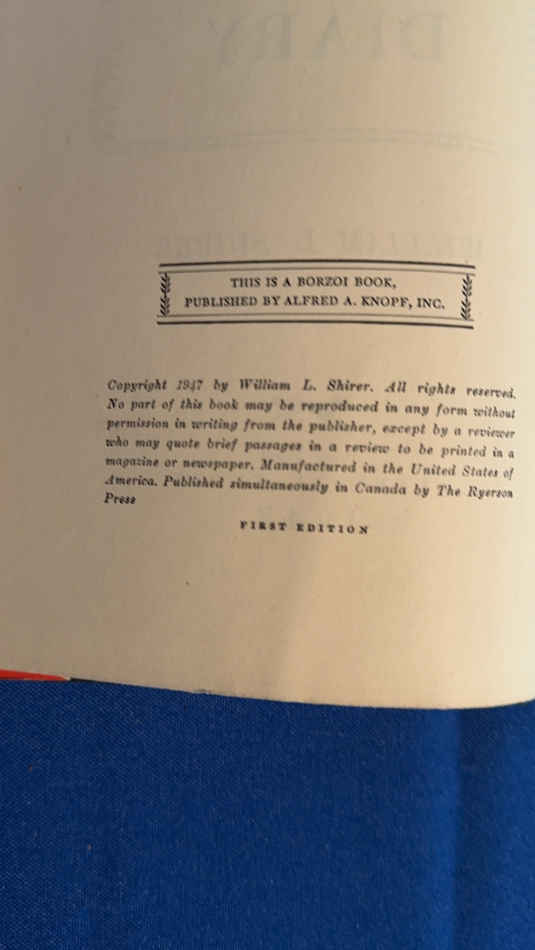 THIS IS A BORZOI BOOK,
PUBLISHED BY ALFRED A. KNOPF, INC.
Copyright 1947 by William L. Shirer. All rights reserved.
No part of this book may be reproduced in any form without
permission in writing from the publisher, except by a reviewer
who may quote brief passages in a review to be printed in a
magazine or newspaper. Manufactured in the United States of
America. Published simultaneously in Canada by The Ryerson
Press
FIRST EDITION